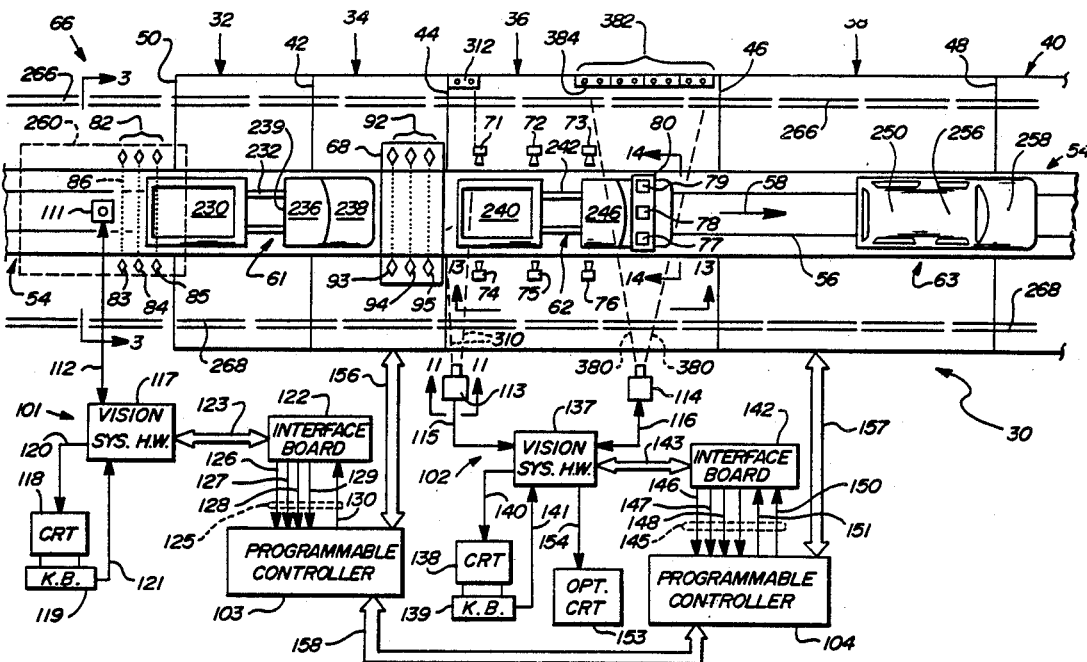 66 50 32 42 34 44 312 36 384 382 46 38 48 40
266 3 82
260 239 232 92 68 71 72 73 80 242 14 266 250 256 258 54
86 79
111 230 236 238 240 246 78 58
77
54 83 84 85 61 93 94 95 13 74 75 62 76 14 13 56 63
3 268 310 268
112 156 11 11 380 380 157 30
101 117 123 122 115 113 137 116 114 142
120 VISION
SYS. H.W. INTERFACE
BOARD 102 VISION
SYS. H.W. 143 INTERFACE
BOARD
118 126 127 128 129 130 140 141 154 146 147 148 150 151
CRT 125 138 CRT 145
K.B. 121 PROGRAMMABLE
CONTROLLER 139 K.B. OPT.
CRT PROGRAMMABLE
CONTROLLER
119 103 158 153 104